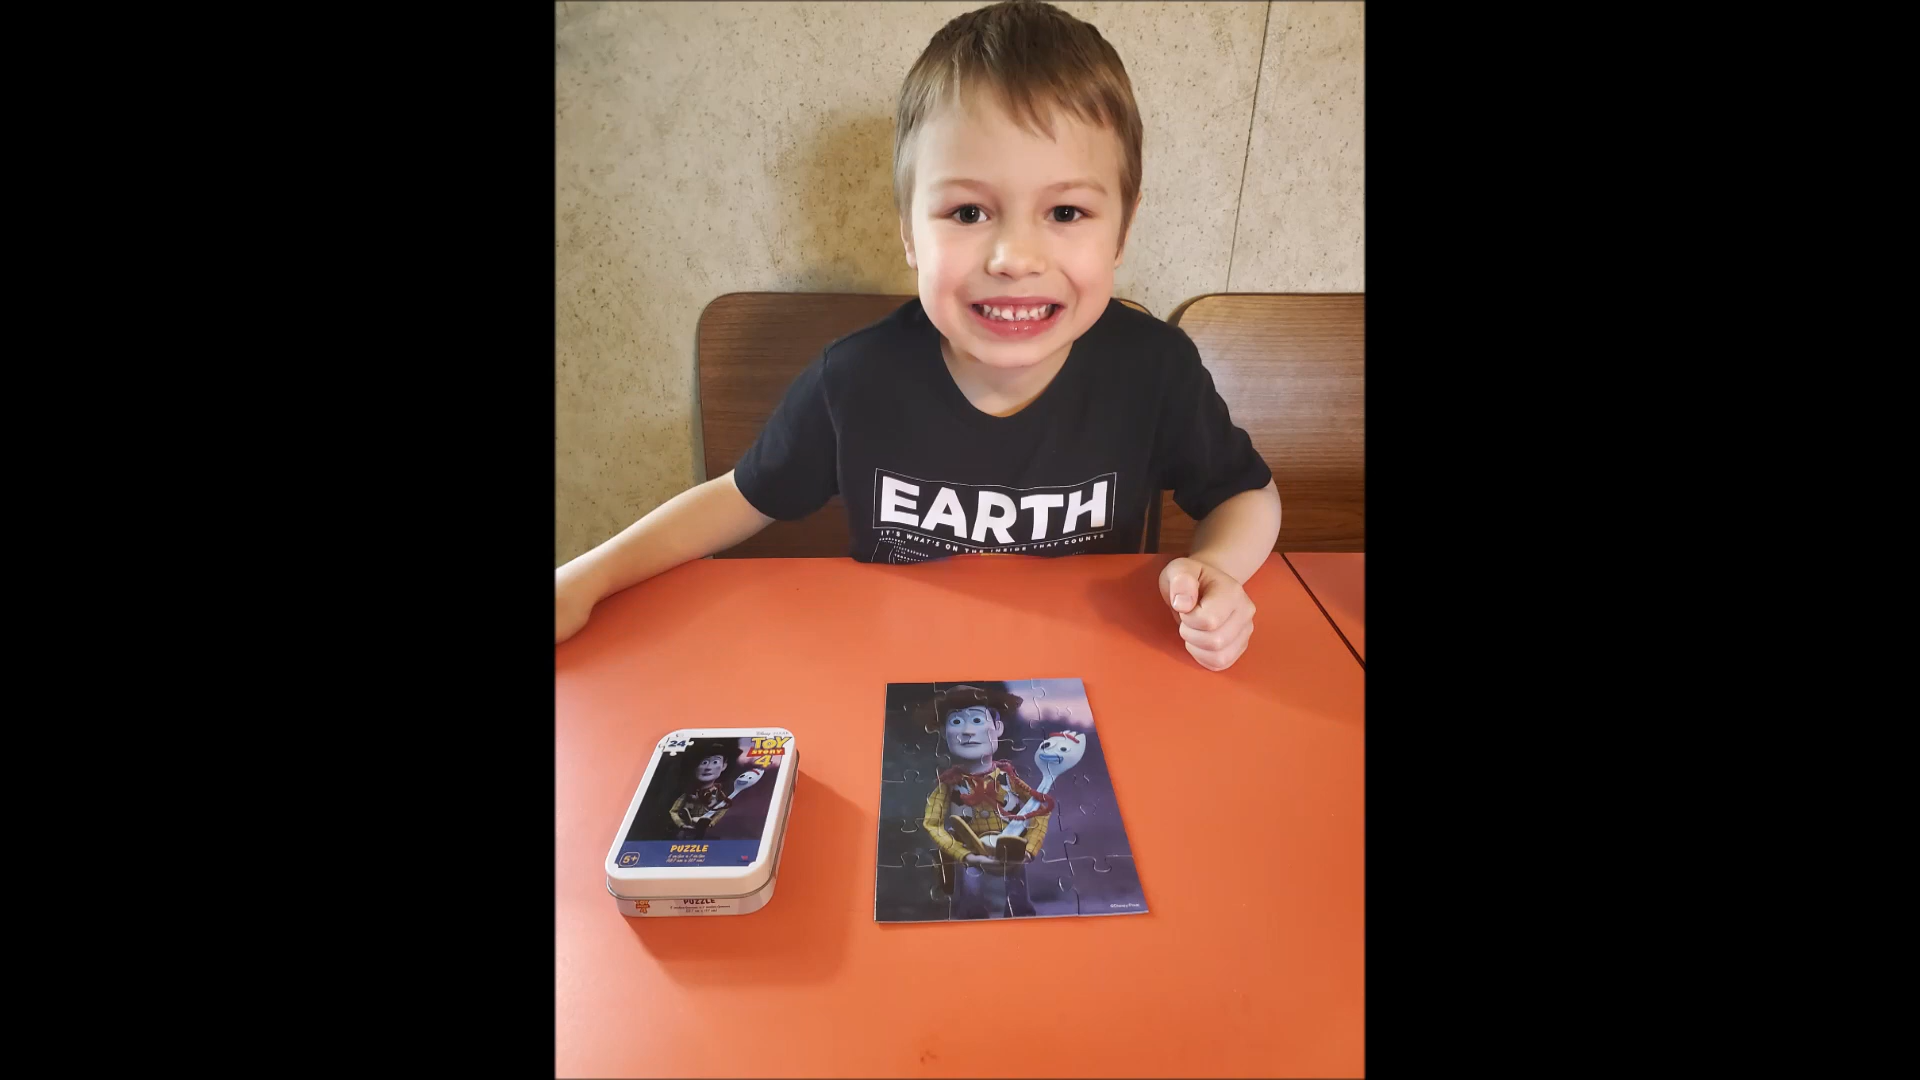 EARTH
IT'S WHAT'S ON THE INSIDE THAT COUNTS
24
TOY
STORY
4
PUZZLE
5+
PUZZLE